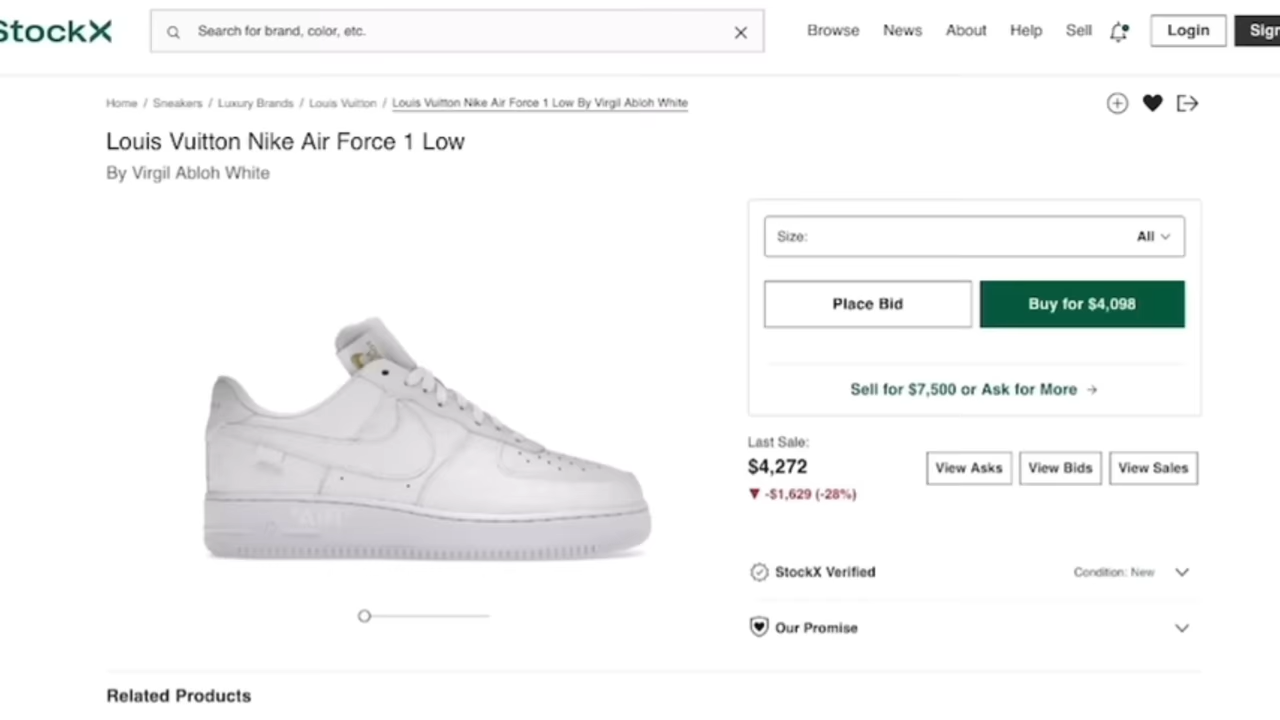 StockX
Search for brand, color, etc.
Browse News About Help Sell Login Sign
Home / Sneakers / Luxury Brands / Louis Vuitton / Louis Vuitton Nike Air Force 1 Low By Virgil Abloh White
Louis Vuitton Nike Air Force 1 Low
By Virgil Abloh White
Size: All
Place Bid Buy for $4,098
Sell for $7,500 or Ask for More →
Last Sale:
$4,272
▼ -$1,629 (-28%)
View Asks View Bids View Sales
"AIR
StockX Verified Condition: New
Our Promise
Related Products